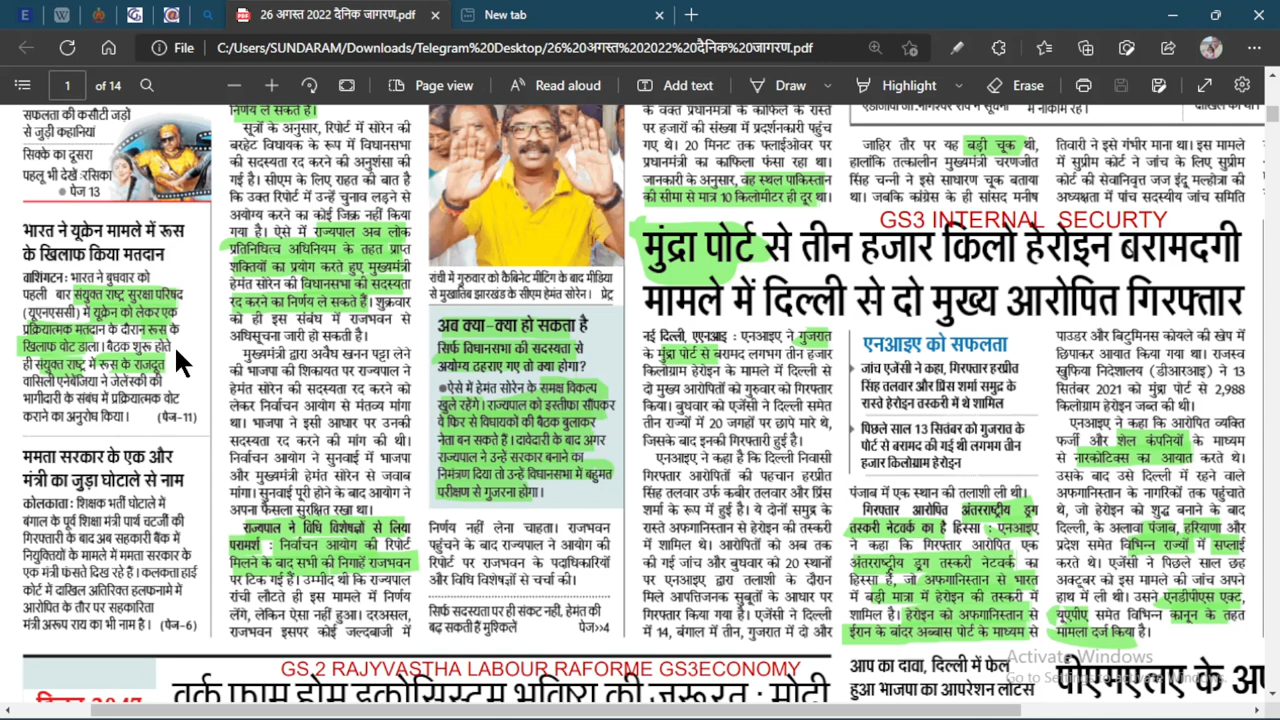 26 अगस्त 2022 दैनिक जागरण.pdf
New tab
File
C:/Users/SUNDARAM/Downloads/Telegram%20Desktop/26%20अगस्त%202022%20दैनिक%20जागरण.pdf
1 of 14
Page view
Read aloud
Add text
Draw
Highlight
Erase
सफलता की कसौटी जड़ो
से जुड़ी कहानियां
सिक्के का दूसरा
पहलू भी देखें :रसिका
● पेज 13
भारत ने यूक्रेन मामले में रूस
के खिलाफ किया मतदान
वाशिंगटन: भारत ने बुधवार को
पहली बार संयुक्त राष्ट्र सुरक्षा परिषद
(यूएनएससी) में यूक्रेन को लेकर एक
प्रक्रियात्मक मतदान के दौरान रूस के
खिलाफ वोट डाला। बैठक शुरू होते
ही संयुक्त राष्ट्र में रूस के राजदूत
वासिली एनेबेंजिया ने जेलेंस्की की
भागीदारी के संबंध में प्रक्रियात्मक वोट
कराने का अनुरोध किया। (पेज-11)
ममता सरकार के एक और
मंत्री का जुड़ा घोटाले से नाम
कोलकाता: शिक्षक भर्ती घोटाले में
बंगाल के पूर्व शिक्षा मंत्री पार्थ चटर्जी की
गिरफ्तारी के बाद अब सहकारी बैंक में
नियुक्तियों के मामले में ममता सरकार के
एक मंत्री फंसते दिख रहे हैं। कलकता हाई
कोर्ट में दाखिल अतिरिक्त हलफनामे में
आरोपित के तौर पर सहकारिता
मंत्री अरूप राय का भी नाम है। (पेज-6)
निर्णय ले सकते हैं।
सूत्रों के अनुसार, रिपोर्ट में सोरेन की
बरहेट विधायक के रूप में विधानसभा
की सदस्यता रद करने की अनुशंसा की
गई है। सीएम के लिए राहत की बात है
कि उक्त रिपोर्ट में उन्हें चुनाव लड़ने से
अयोग्य करने का कोई जिक्र नहीं किया
गया है। ऐसे में राज्यपाल अब लोक
प्रतिनिधित्व अधिनियम के तहत प्राप्त
शक्तियों का प्रयोग करते हुए मुख्यमंत्री
हेमंत सोरेन की विधानसभा की सदस्यता
रद करने का निर्णय ले सकते हैं। शुक्रवार
को ही इस संबंध में राजभवन से
अधिसूचना जारी हो सकती है।
मुख्यमंत्री द्वारा अवैध खनन पट्टा लेने
की भाजपा की शिकायत पर राज्यपाल ने
हेमंत सोरेन की सदस्यता रद करने को
लेकर निर्वाचन आयोग से मंतव्य मांगा
था। भाजपा ने इसी आधार पर उनकी
सदस्यता रद करने की मांग की थी।
निर्वाचन आयोग ने सुनवाई में भाजपा
और मुख्यमंत्री हेमंत सोरेन से जवाब
मांगा। सुनवाई पूरी होने के बाद आयोग ने
अपना फैसला सुरक्षित रखा था।
राज्यपाल ने विधि विशेषज्ञों से लिया
परामर्श : निर्वाचन आयोग की रिपोर्ट
मिलने के बाद सभी की निगाहें राजभवन
पर टिक गई हैं। उम्मीद थी कि राज्यपाल
रांची लौटते ही इस मामले में निर्णय
लेंगे, लेकिन ऐसा नहीं हुआ। दरअसल,
राजभवन इसपर कोई जल्दबाजी में
रांची में गुरुवार को कैबिनेट मीटिंग के बाद मीडिया
से मुखातिब झारखंड के सीएम हेमंत सोरेन। प्रेट्र
अब क्या-क्या हो सकता है
सिर्फ विधानसभा की सदस्यता से
अयोग्य ठहराए गए तो क्या होगा?
●ऐसे में हेमंत सोरेन के समक्ष विकल्प
खुले रहेंगे। राज्यपाल को इस्तीफा सौंपकर
वे फिर से विधायकों की बैठक बुलाकर
नेता बन सकते हैं। दावेदारी के बाद अगर
राज्यपाल ने उन्हें सरकार बनाने का
निमंत्रण दिया तो उन्हें विधानसभा में बहुमत
परीक्षण से गुजरना होगा।
निर्णय नहीं लेना चाहता। राजभवन
पहुंचने के बाद राज्यपाल ने आयोग की
रिपोर्ट पर राजभवन के पदाधिकारियों
और विधि विशेषज्ञों से चर्चा की।
सिर्फ सदस्यता पर ही संकट नहीं, हेमंत की
बढ़ सकती हैं मुश्किलें पेज>>4
के वक्त प्रधानमंत्री के काफिले के रास्ते
पर हजारों की संख्या में प्रदर्शनकारी पहुंच
गए थे। 20 मिनट तक फ्लाईओवर पर
प्रधानमंत्री का काफिला फंसा रहा था।
जानकारी के अनुसार, वह स्थल पाकिस्तान
की सीमा से मात्र 10 किलोमीटर ही दूर था।
जाहिर तौर पर यह बड़ी चूक थी,
हालांकि तत्कालीन मुख्यमंत्री चरणजीत
सिंह चन्नी ने इसे साधारण चूक बताया
था। जबकि कांग्रेस के ही सांसद मनीष
तिवारी ने इसे गंभीर माना था। इस मामले
में सुप्रीम कोर्ट ने जांच के लिए सुप्रीम
कोर्ट की सेवानिवृत्त जज इंदू मल्होत्रा की
अध्यक्षता में पांच सदस्यीय जांच समिति
GS3 INTERNAL SECURTY
मुंद्रा पोर्ट से तीन हजार किलो हेरोइन बरामदगी
मामले में दिल्ली से दो मुख्य आरोपित गिरफ्तार
नई दिल्ली, एएनआइ : एनआइए ने गुजरात
के मुंद्रा पोर्ट से बरामद लगभग तीन हजार
किलोग्राम हेरोइन के मामले में दिल्ली से
दो मुख्य आरोपितों को गुरुवार को गिरफ्तार
किया। बुधवार को एजेंसी ने दिल्ली समेत
तीन राज्यों में 20 जगहों पर छापे मारे थे,
जिसके बाद इनकी गिरफ्तारी हुई है।
एनआइए ने कहा है कि दिल्ली निवासी
गिरफ्तार आरोपितों की पहचान हरप्रीत
सिंह तलवार उर्फ कबीर तलवार और प्रिंस
शर्मा के रूप में हुई है। ये दोनों समुद्र के
रास्ते अफगानिस्तान से हेरोइन की तस्करी
में शामिल थे। आरोपितों को अब तक
की गई जांच और बुधवार को 20 स्थानों
पर एनआइए द्वारा तलाशी के दौरान
मिले आपत्तिजनक सुबूतों के आधार पर
गिरफ्तार किया गया है। एजेंसी ने दिल्ली
में 14, बंगाल में तीन, गुजरात में दो और
एनआइए को सफलता
जांच एजेंसी ने कहा, गिरफ्तार हरप्रीत
सिंह तलवार और प्रिंस शर्मा समुद्र के
रास्ते हेरोइन तस्करी में थे शामिल
पिछले साल 13 सितंबर को गुजरात के
पोर्ट से बरामद की गई थी लगभग तीन
हजार किलोग्राम हेरोइन
पंजाब में एक स्थान की तलाशी ली थी।
गिरफ्तार आरोपित अंतरराष्ट्रीय ड्रग
तस्करी नेटवर्क का है हिस्सा : एनआइए
ने कहा कि गिरफ्तार आरोपित एक
अंतरराष्ट्रीय ड्रग तस्करी नेटवर्क का
हिस्सा हैं, जो अफगानिस्तान से भारत
में बड़ी मात्रा में हेरोइन की तस्करी में
शामिल है। हेरोइन को अफगानिस्तान से
ईरान के बांदर अब्बास पोर्ट के माध्यम से
पाउडर और बिटुमिनस कोयले की खेप में
छिपाकर आयात किया गया था। राजस्व
खुफिया निदेशालय (डीआरआइ) ने 13
सितंबर 2021 को मुंद्रा पोर्ट से 2,988
किलोग्राम हेरोइन जब्त की थी।
एनआइए ने कहा कि आरोपित व्यक्ति
फर्जी और शेल कंपनियों के माध्यम
से नारकोटिक्स का आयात करते थे।
उसके बाद उसे दिल्ली में रहने वाले
अफगानिस्तान के नागरिकों तक पहुंचाते
थे, जो हेरोइन को शुद्ध बनाने के बाद
दिल्ली, के अलावा पंजाब, हरियाणा और
प्रदेश समेत विभिन्न राज्यों में सप्लाई
करते थे। एजेंसी ने पिछले साल छह
अक्टूबर को इस मामले की जांच अपने
हाथ में ली थी। उसने एनडीपीएस एक्ट,
यूएपीए समेत विभिन्न कानून के तहत
मामला दर्ज किया है।
आप का दावा, दिल्ली में फेल
हुआ भाजपा का आपरेशन लोटस
पीएमएलए के अ
Activate Windows
Go to Settings to activate Windows.
GS.2 RAJYVASTHA LABOUR RAFORME GS3ECONOMY
वर्क फ्राम होम इकोसिस्टम भविष्य की जरूरत : मोदी